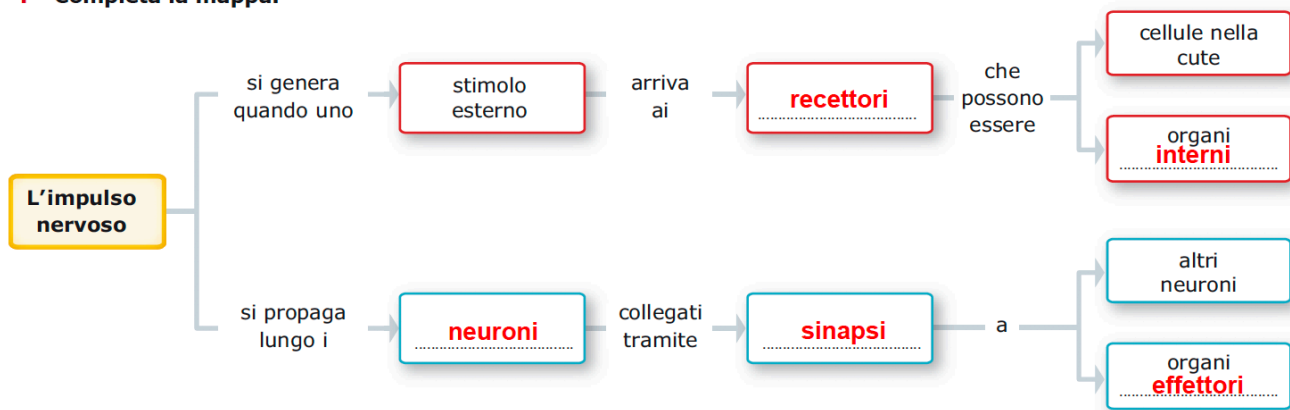 Completa la mappa.
L'impulso
nervoso
si genera
quando uno
stimolo
esterno
arriva
ai
recettori
che
possono
essere
cellule nella
cute
organi
interni
si propaga
lungo i
neuroni
collegati
tramite
sinapsi
a
altri
neuroni
organi
effettori